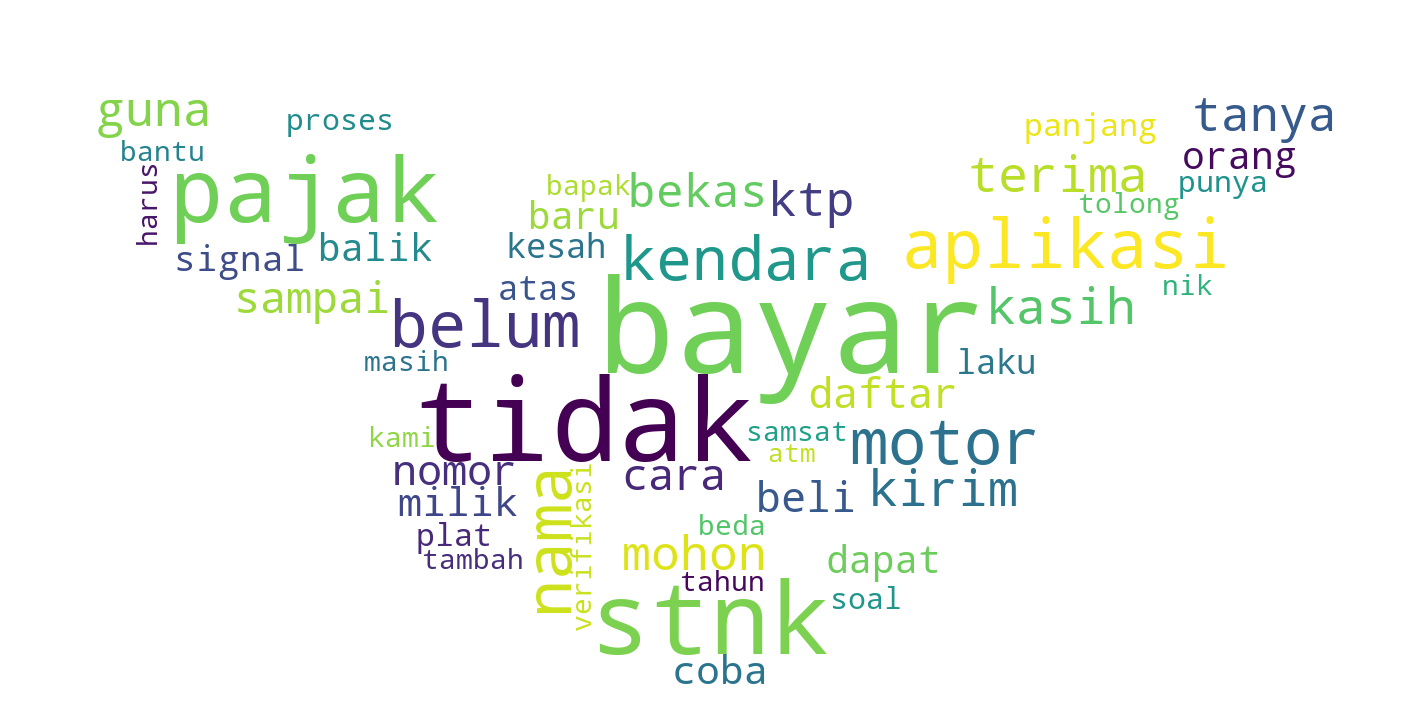 guna
proses
panjang
tanya
bantu
orang
harus
pajak
bapak
bekas
ktp
terima
punya
baru
tolong
signal
balik
kesah
kendara
aplikasi
sampai
atas
nik
belum
bayar
kasih
masih
laku
tidak
daftar
kami
samsat
motor
atm
nomor
cara
milik
nama
verifikasi
beli
kirim
plat
beda
tambah
mohon
dapat
tahun
stnk
soal
coba